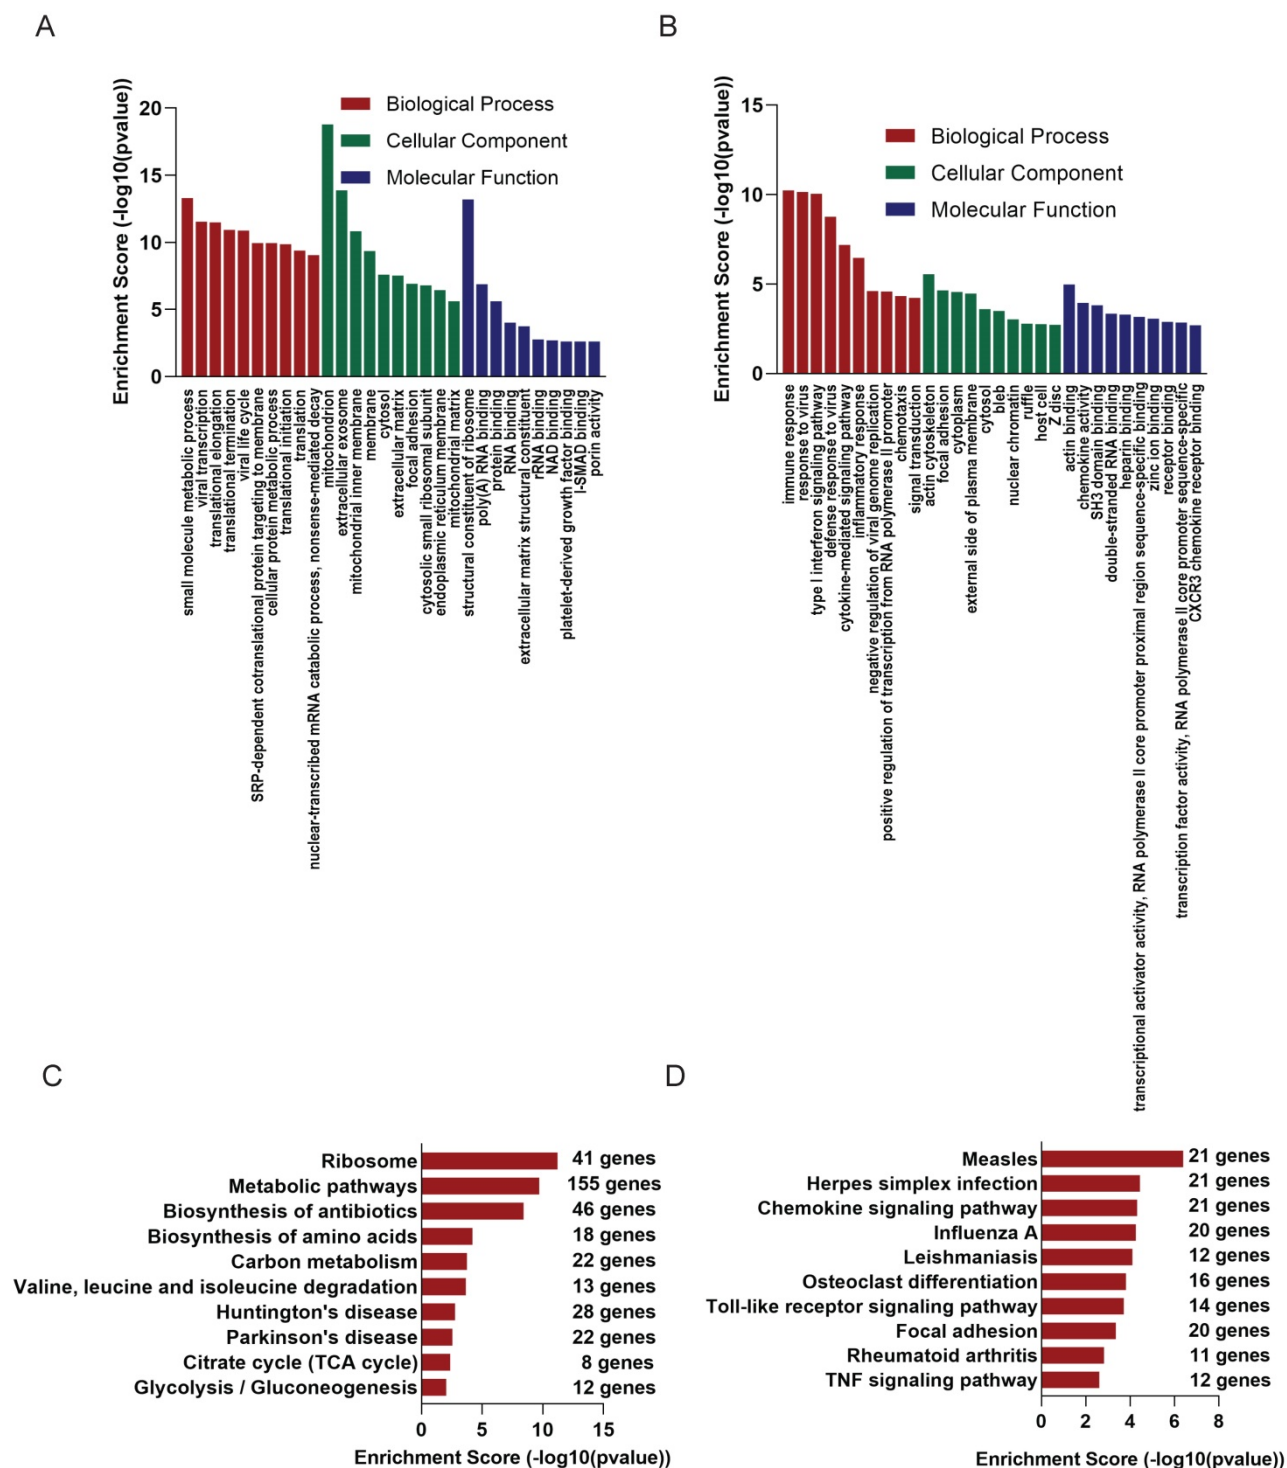 A
Enrichment Score (-log10(pvalue))
20
15
10
5
0
Biological Process
Cellular Component
Molecular Function
small molecule metabolic process
viral transcription
translational elongation
translational termination
viral life cycle
SRP-dependent cotranslational protein targeting to membrane
cellular protein metabolic process
translational initiation
translation
nuclear-transcribed mRNA catabolic process, nonsense-mediated decay
mitochondrion
extracellular exosome
mitochondrial inner membrane
membrane
cytosol
extracellular matrix
focal adhesion
cytosolic small ribosomal subunit
endoplasmic reticulum membrane
mitochondrial matrix
structural constituent of ribosome
poly(A) RNA binding
protein binding
RNA binding
extracellular matrix structural constituent
rRNA binding
NAD binding
platelet-derived growth factor binding
I-SMAD binding
porin activity
B
Enrichment Score (-log10(pvalue))
15
10
5
0
Biological Process
Cellular Component
Molecular Function
immune response
response to virus
type I interferon signaling pathway
defense response to virus
cytokine-mediated signaling pathway
inflammatory response
negative regulation of viral genome replication
positive regulation of transcription from RNA polymerase II promoter
chemotaxis
signal transduction
actin cytoskeleton
focal adhesion
cytoplasm
external side of plasma membrane
cytosol
bleb
nuclear chromatin
ruffle
host cell
Z disc
actin binding
chemokine activity
SH3 domain binding
double-stranded RNA binding
heparin binding
transcriptional activator activity, RNA polymerase II core promoter proximal region sequence-specific binding
zinc ion binding
receptor binding
transcription factor activity, RNA polymerase II core promoter sequence-specific
CXCR3 chemokine receptor binding
C
Ribosome 41 genes
Metabolic pathways 155 genes
Biosynthesis of antibiotics 46 genes
Biosynthesis of amino acids 18 genes
Carbon metabolism 22 genes
Valine, leucine and isoleucine degradation 13 genes
Huntington's disease 28 genes
Parkinson's disease 22 genes
Citrate cycle (TCA cycle) 8 genes
Glycolysis / Gluconeogenesis 12 genes
0 5 10 15
Enrichment Score (-log10(pvalue))
D
Measles 21 genes
Herpes simplex infection 21 genes
Chemokine signaling pathway 21 genes
Influenza A 20 genes
Leishmaniasis 12 genes
Osteoclast differentiation 16 genes
Toll-like receptor signaling pathway 14 genes
Focal adhesion 20 genes
Rheumatoid arthritis 11 genes
TNF signaling pathway 12 genes
0 2 4 6 8
Enrichment Score (-log10(pvalue))